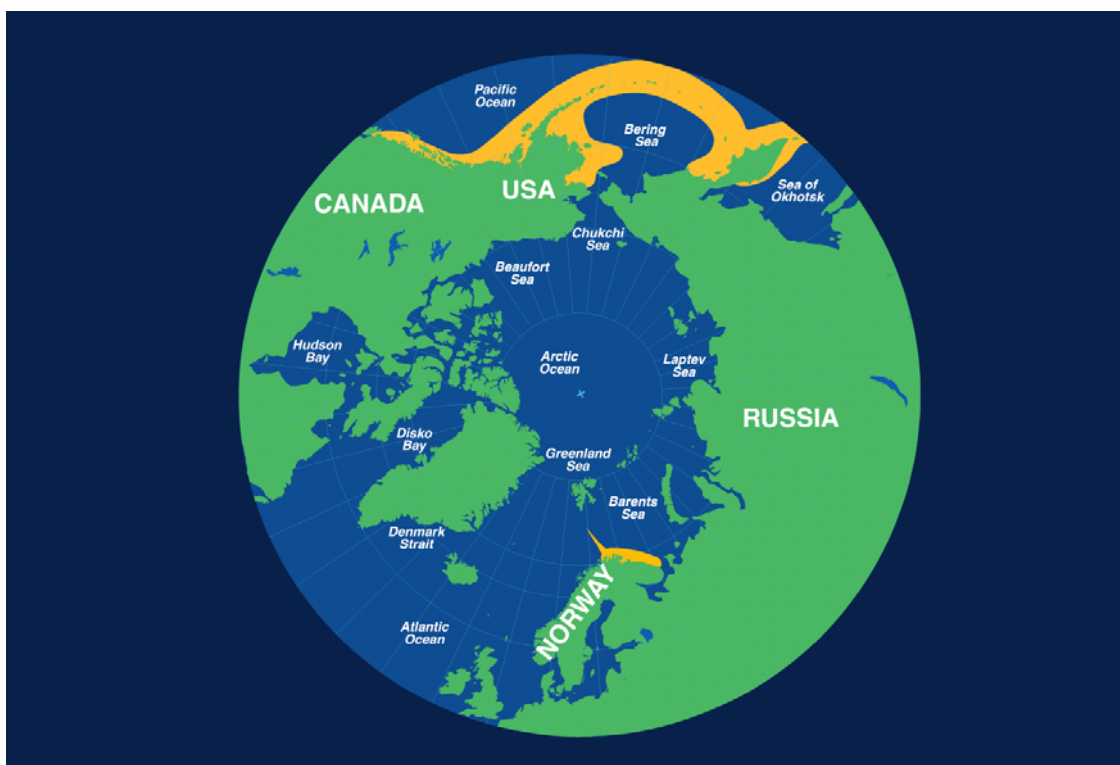 Pacific
Ocean
Bering
Sea
CANADA
USA
Sea of
Okhotsk
Chukchi
Sea
Beaufort
Sea
Hudson
Bay
Arctic
Ocean
Laptev
Sea
RUSSIA
Disko
Bay
Greenland
Sea
Barents
Sea
Denmark
Strait
NORWAY
Atlantic
Ocean